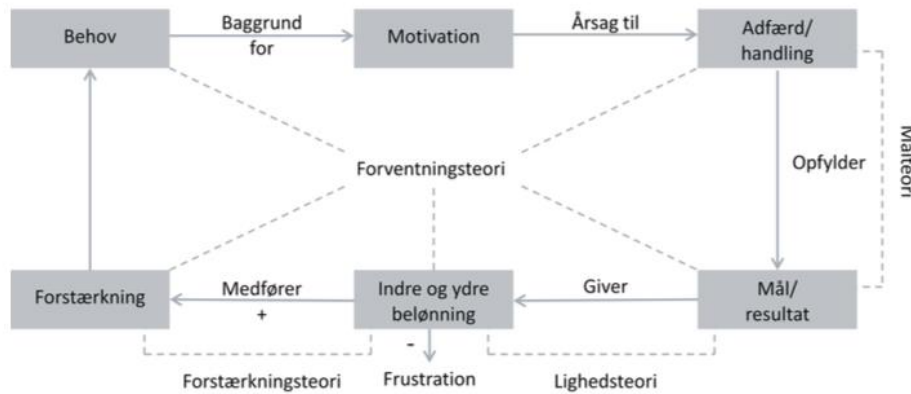 Behov
Baggrund
for
Motivation
Årsag til
Adfærd/
handling
Målteori
Forventningsteori
Opfylder
Forstærkning
Medfører
+
Indre og ydre
belønning
Giver
Mål/
resultat
-
Forstærkningsteori
Frustration
Lighedsteori